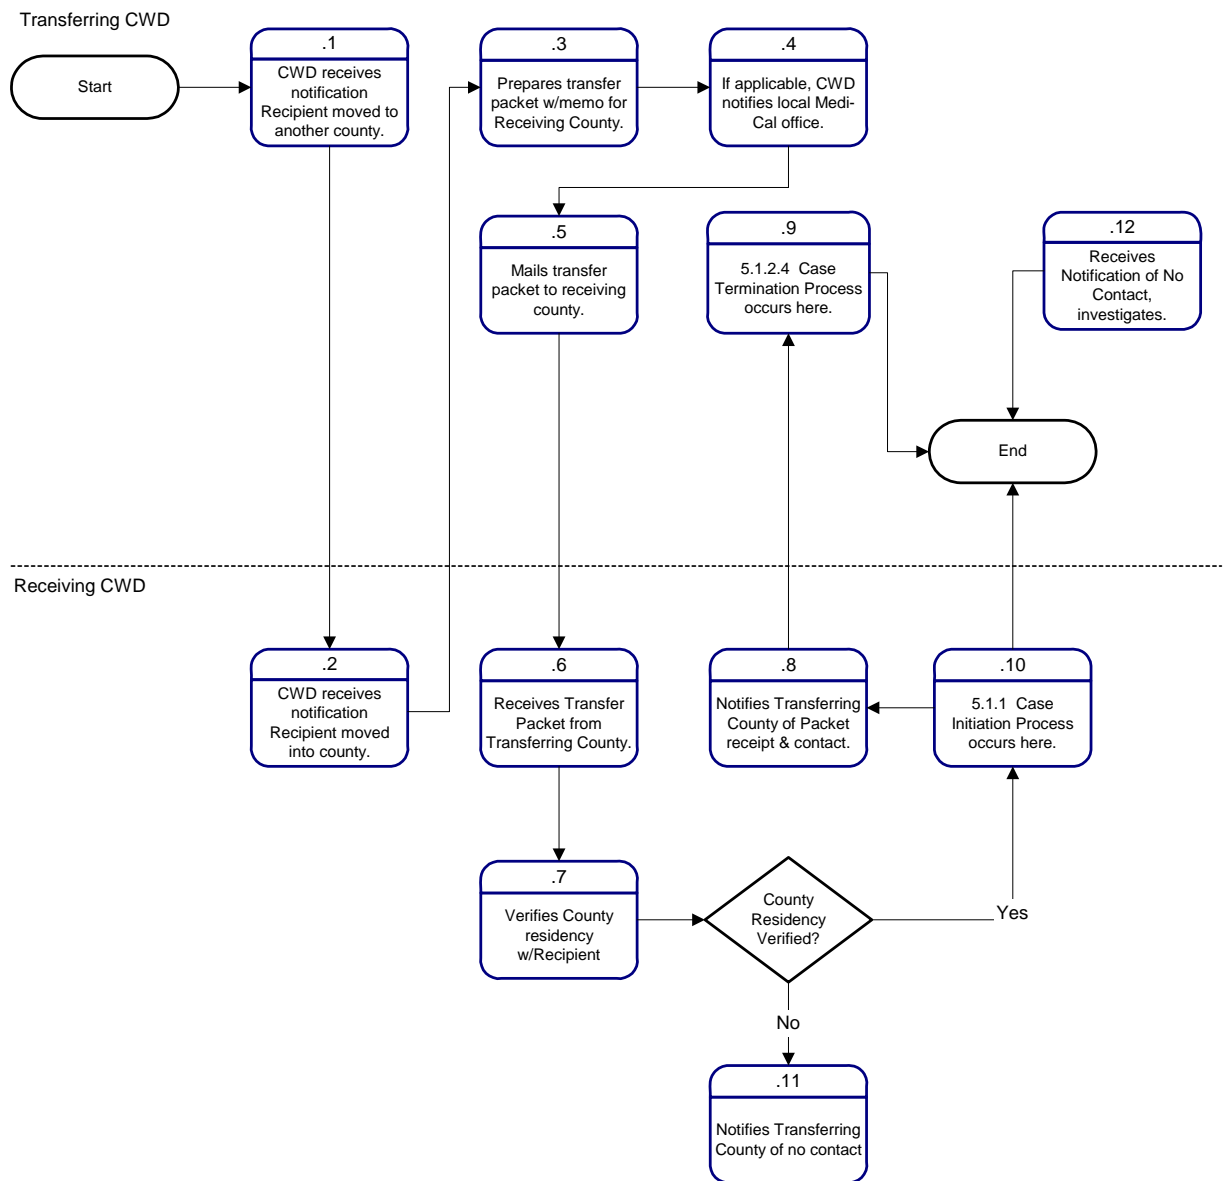 Transferring CWD
Start
.1
CWD receives
notification
Recipient moved to
another county.
.3
Prepares transfer
packet w/memo for
Receiving County.
.4
If applicable, CWD
notifies local Medi-
Cal office.
.5
Mails transfer
packet to receiving
county.
.9
5.1.2.4 Case
Termination Process
occurs here.
.12
Receives
Notification of No
Contact,
investigates.
End
Receiving CWD
.2
CWD receives
notification
Recipient moved
into county.
.6
Receives Transfer
Packet from
Transferring County.
.8
Notifies Transferring
County of Packet
receipt & contact.
.10
5.1.1 Case
Initiation Process
occurs here.
.7
Verifies County
residency
w/Recipient
County
Residency
Verified?
Yes
No
.11
Notifies Transferring
County of no contact